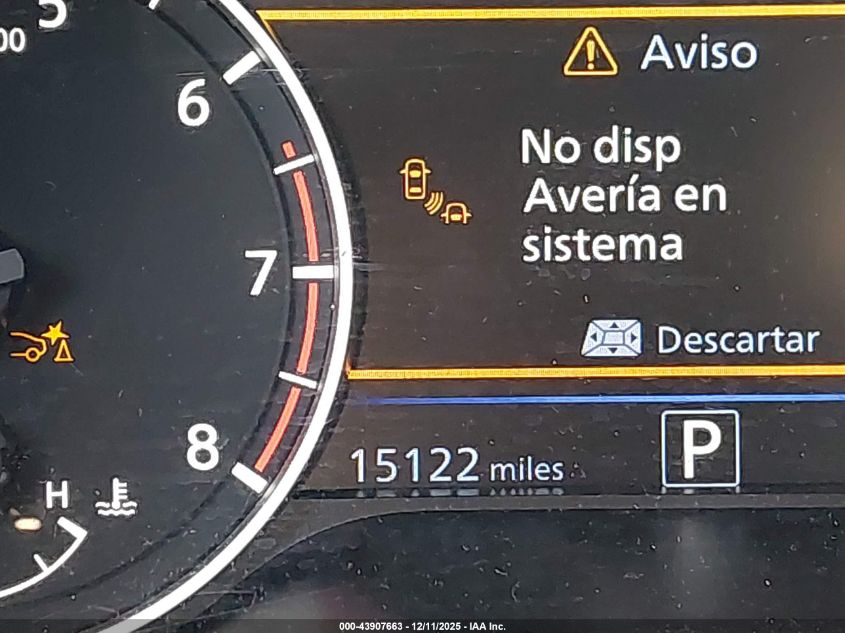 5
00
6
7
8
H
Aviso
No disp
Avería en
sistema
Descartar
15122 miles
P
000-43907663 - 12/11/2025 - IAA Inc.